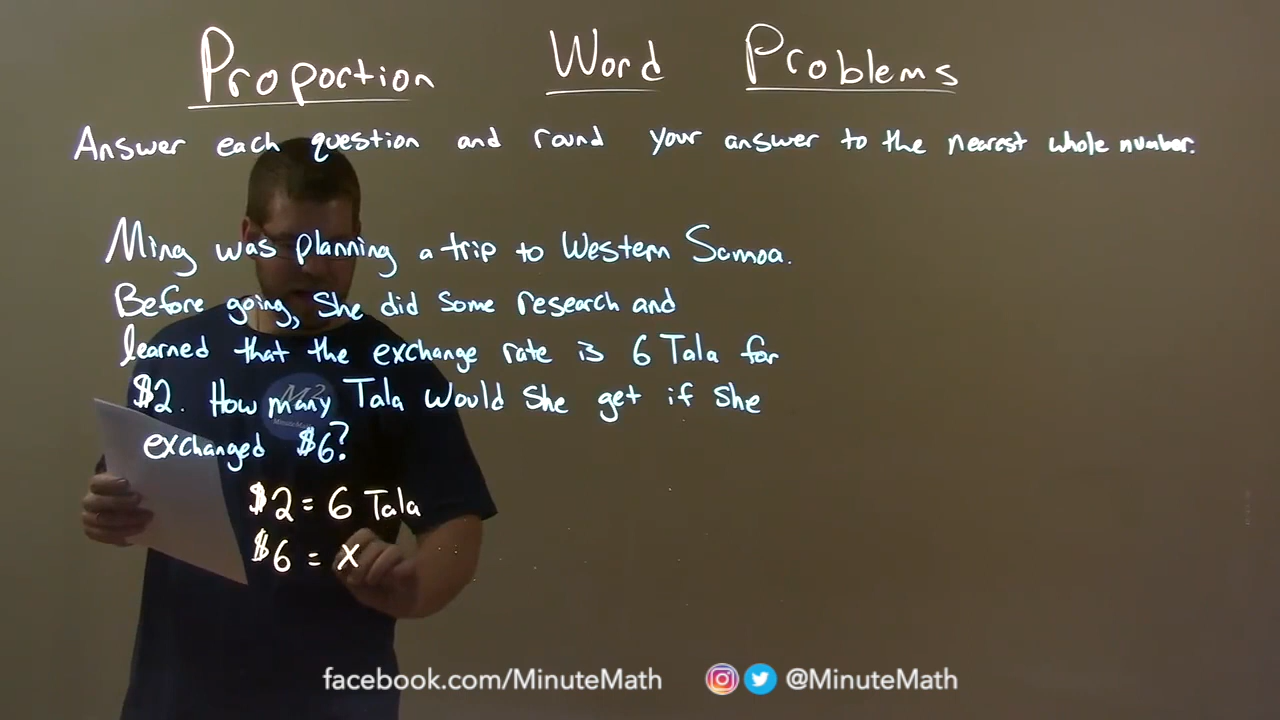 Proportion Word Problems
Answer each question and round your answer to the nearest whole number.
Ming was planning a trip to Western Samoa.
Before going, she did some research and
learned that the exchange rate is 6 Tala for
$2. How many Tala would she get if she
exchanged $6?
$2 = 6 Tala
$6 = x
M2
MinuteMath
facebook.com/MinuteMath @MinuteMath